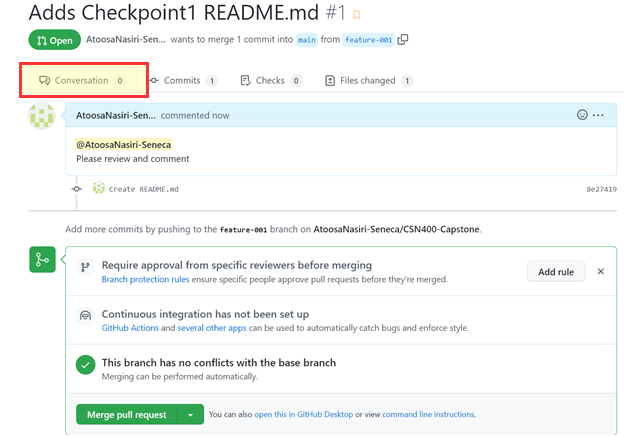 Adds Checkpoint1 README.md #1
Open AtoosaNasiri-Sen... wants to merge 1 commit into main from feature-001
Conversation 0 Commits 1 Checks 0 Files changed 1
AtoosaNasiri-Sen... commented now
@AtoosaNasiri-Seneca
Please review and comment
Create README.md 8e27419
Add more commits by pushing to the feature-001 branch on AtoosaNasiri-Seneca/CSN400-Capstone.
Require approval from specific reviewers before merging
Branch protection rules ensure specific people approve pull requests before they're merged.
Add rule
Continuous integration has not been set up
GitHub Actions and several other apps can be used to automatically catch bugs and enforce style.
This branch has no conflicts with the base branch
Merging can be performed automatically.
Merge pull request You can also open this in GitHub Desktop or view command line instructions.